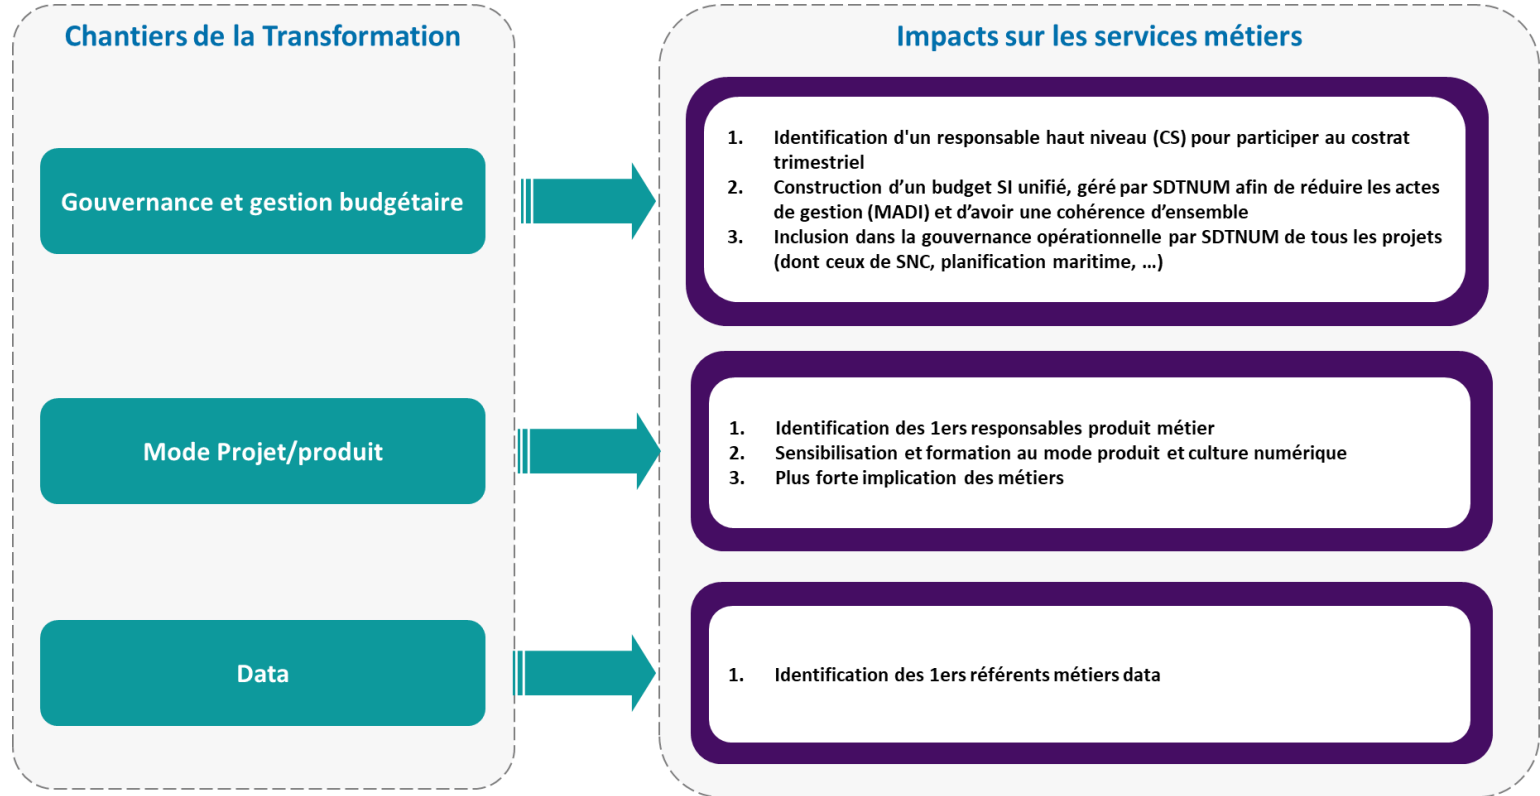 Chantiers de la Transformation
Impacts sur les services métiers
Gouvernance et gestion budgétaire
1. Identification d'un responsable haut niveau (CS) pour participer au costrat
trimestriel
2. Construction d’un budget SI unifié, géré par SDTNUM afin de réduire les actes
de gestion (MADI) et d’avoir une cohérence d’ensemble
3. Inclusion dans la gouvernance opérationnelle par SDTNUM de tous les projets
(dont ceux de SNC, planification maritime, …)
Mode Projet/produit
1. Identification des 1ers responsables produit métier
2. Sensibilisation et formation au mode produit et culture numérique
3. Plus forte implication des métiers
Data
1. Identification des 1ers référents métiers data